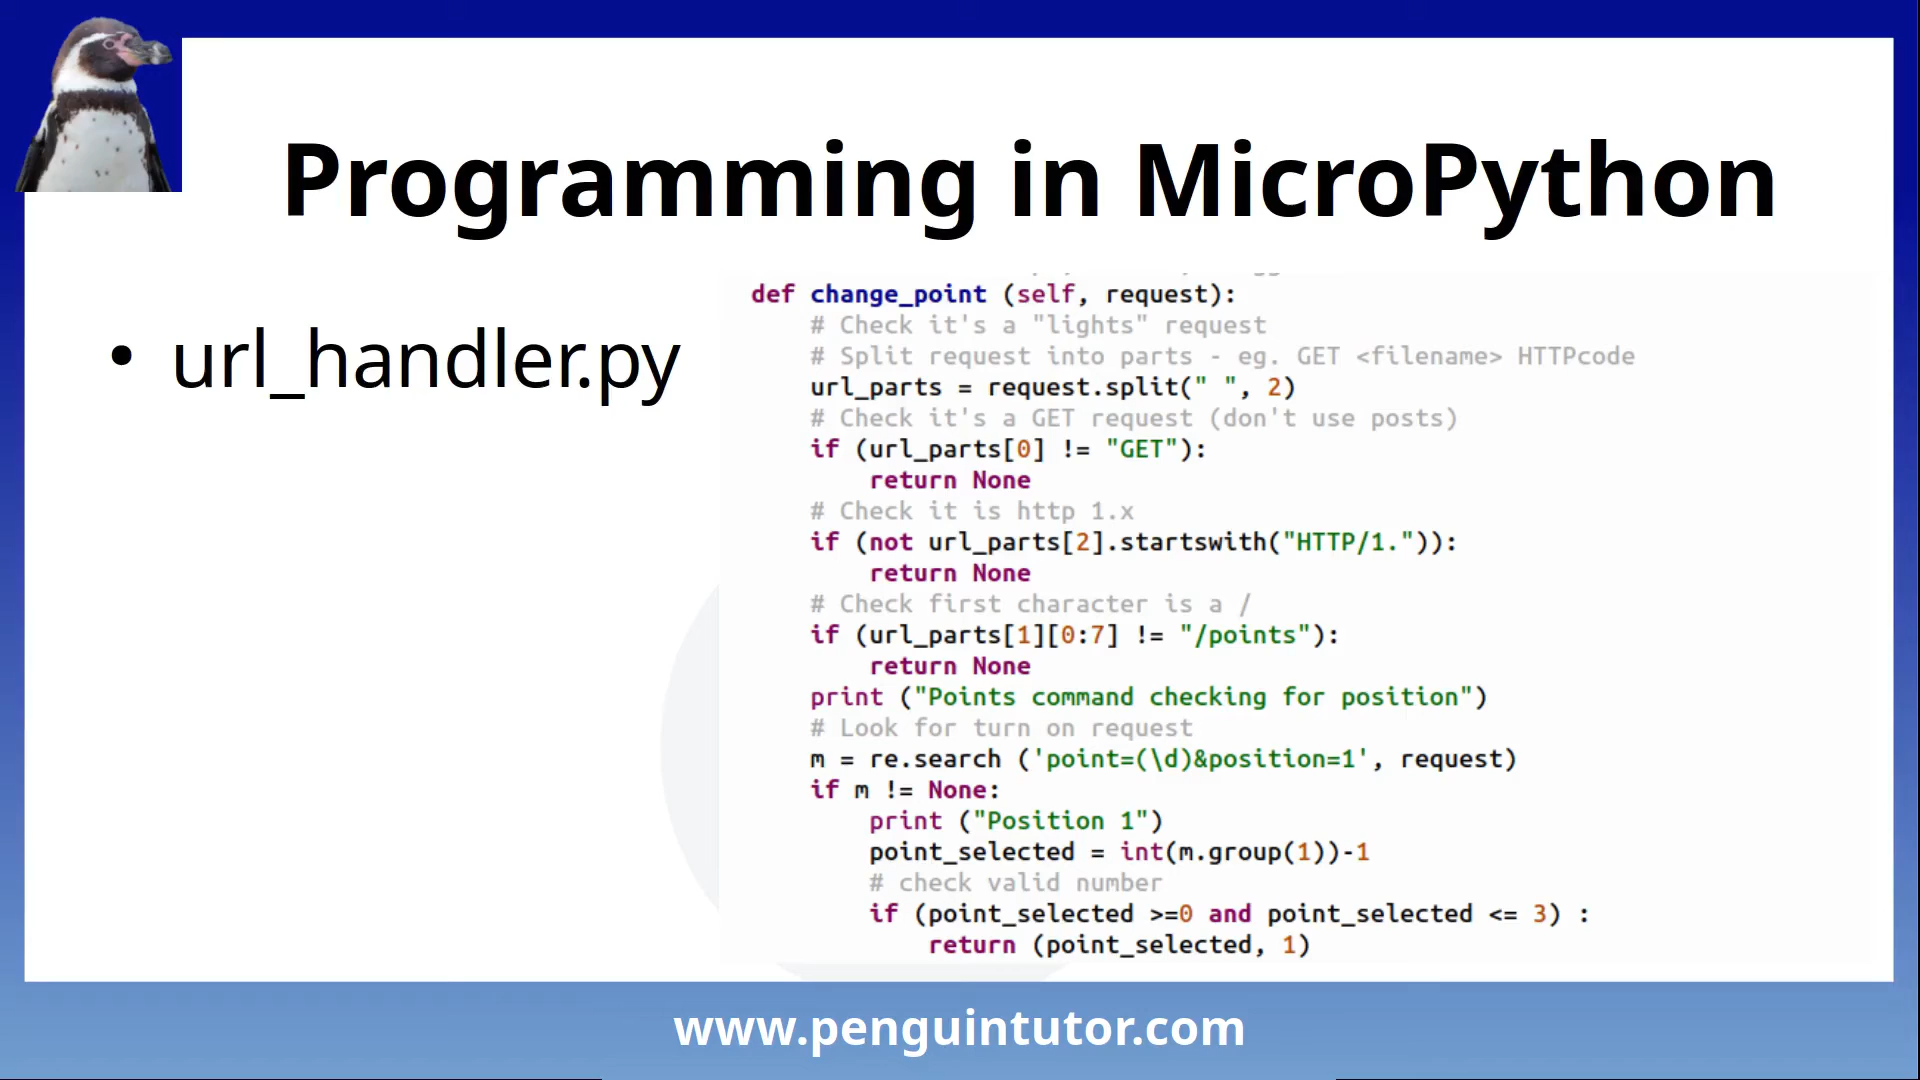 Programming in MicroPython
• url_handler.py
def change_point (self, request):
    # Check it's a "lights" request
    # Split request into parts - eg. GET <filename> HTTPcode
    url_parts = request.split(" ", 2)
    # Check it's a GET request (don't use posts)
    if (url_parts[0] != "GET"):
        return None
    # Check it is http 1.x
    if (not url_parts[2].startswith("HTTP/1.")):
        return None
    # Check first character is a /
    if (url_parts[1][0:7] != "/points"):
        return None
    print ("Points command checking for position")
    # Look for turn on request
    m = re.search ('point=(\d)&position=1', request)
    if m != None:
        print ("Position 1")
        point_selected = int(m.group(1))-1
        # check valid number
        if (point_selected >=0 and point_selected <= 3) :
            return (point_selected, 1)
www.penguintutor.com